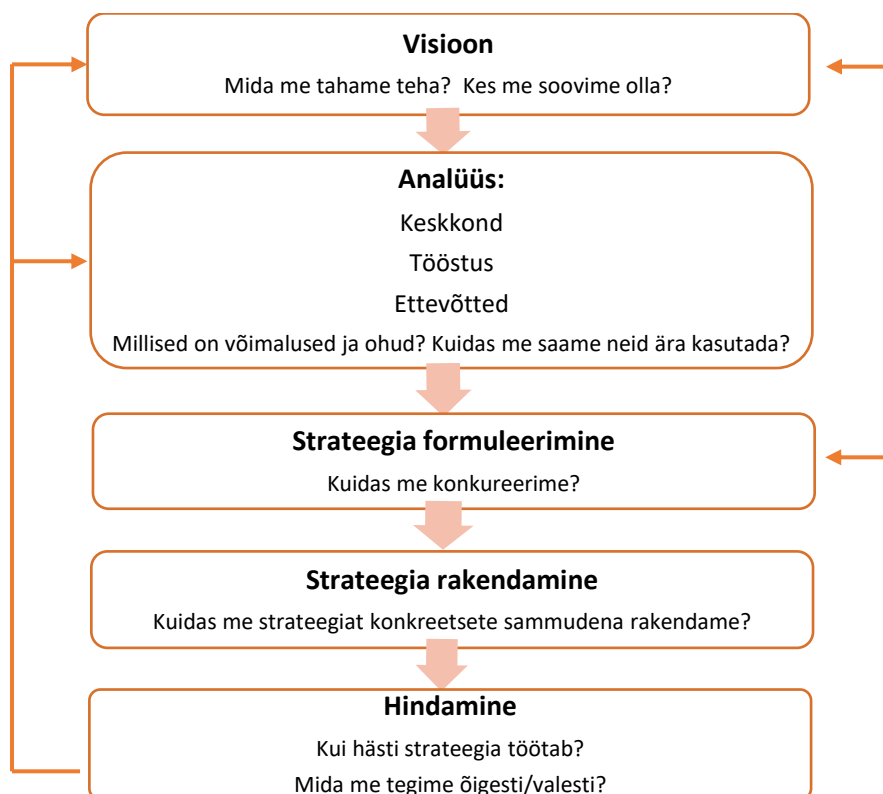 Visioon
Mida me tahame teha? Kes me soovime olla?
Analüüs:
Keskkond
Tööstus
Ettevõtted
Millised on võimalused ja ohud? Kuidas me saame neid ära kasutada?
Strateegia formuleerimine
Kuidas me konkureerime?
Strateegia rakendamine
Kuidas me strateegiat konkreetsete sammudena rakendame?
Hindamine
Kui hästi strateegia töötab?
Mida me tegime õigesti/valesti?